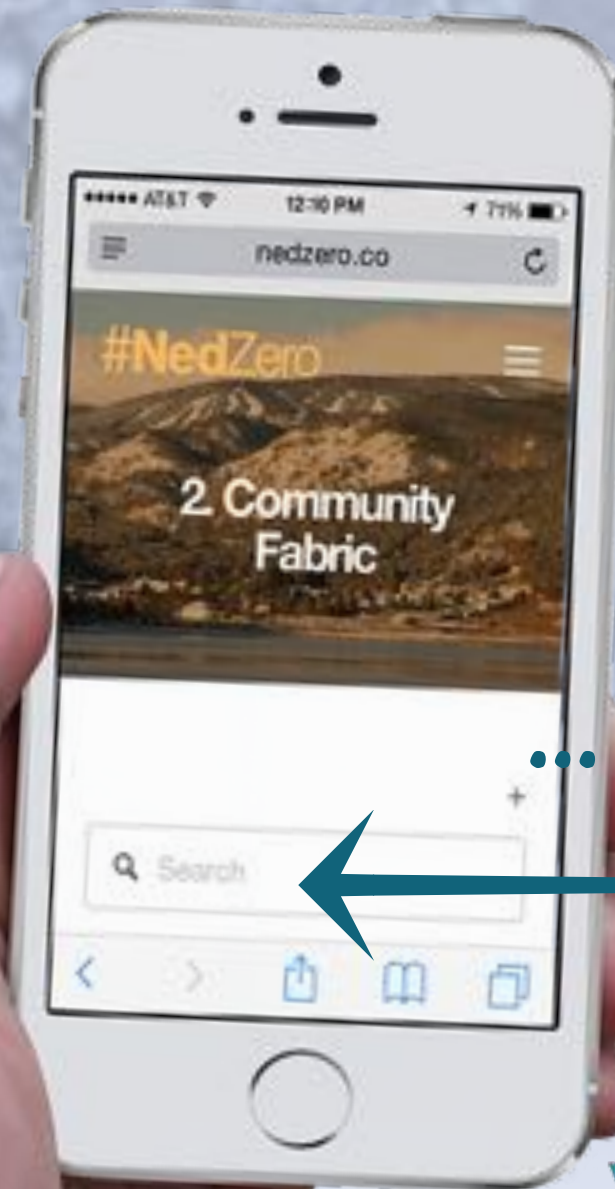 AT&T 12:10 PM 71%
nedzero.co
#NedZero
2. Community
Fabric
...
+
Search